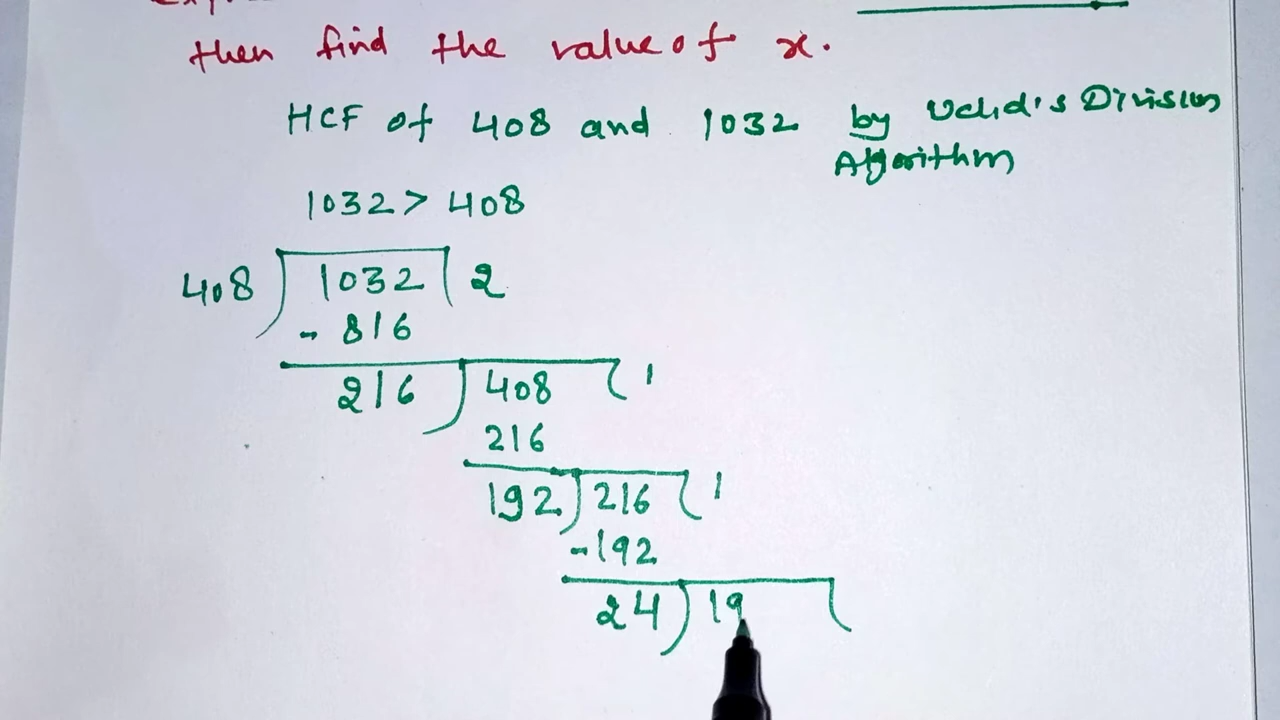 then find the value of x.
HCF of 408 and 1032 by Uclid's Division
Algorithm
1032 > 408
408 ) 1032 ( 2
- 816
216 ) 408 ( 1
216
192 ) 216 ( 1
- 192
24 ) 19